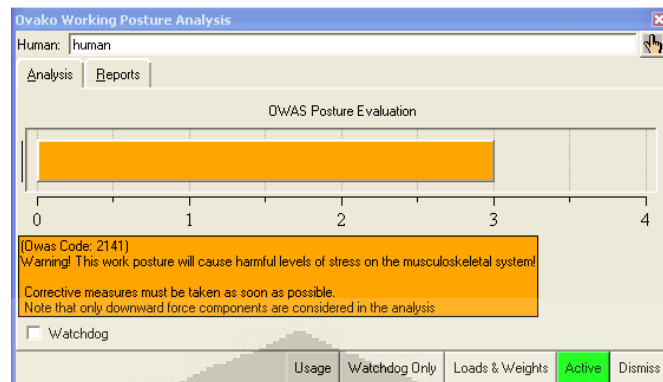 Ovako Working Posture Analysis
Human: human
Analysis Reports
OWAS Posture Evaluation
0 1 2 3 4
(Owas Code: 2141)
Warning! This work posture will cause harmful levels of stress on the musculoskeletal system!
Corrective measures must be taken as soon as possible.
Note that only downward force components are considered in the analysis
Watchdog
Usage Watchdog Only Loads & Weights Active Dismiss